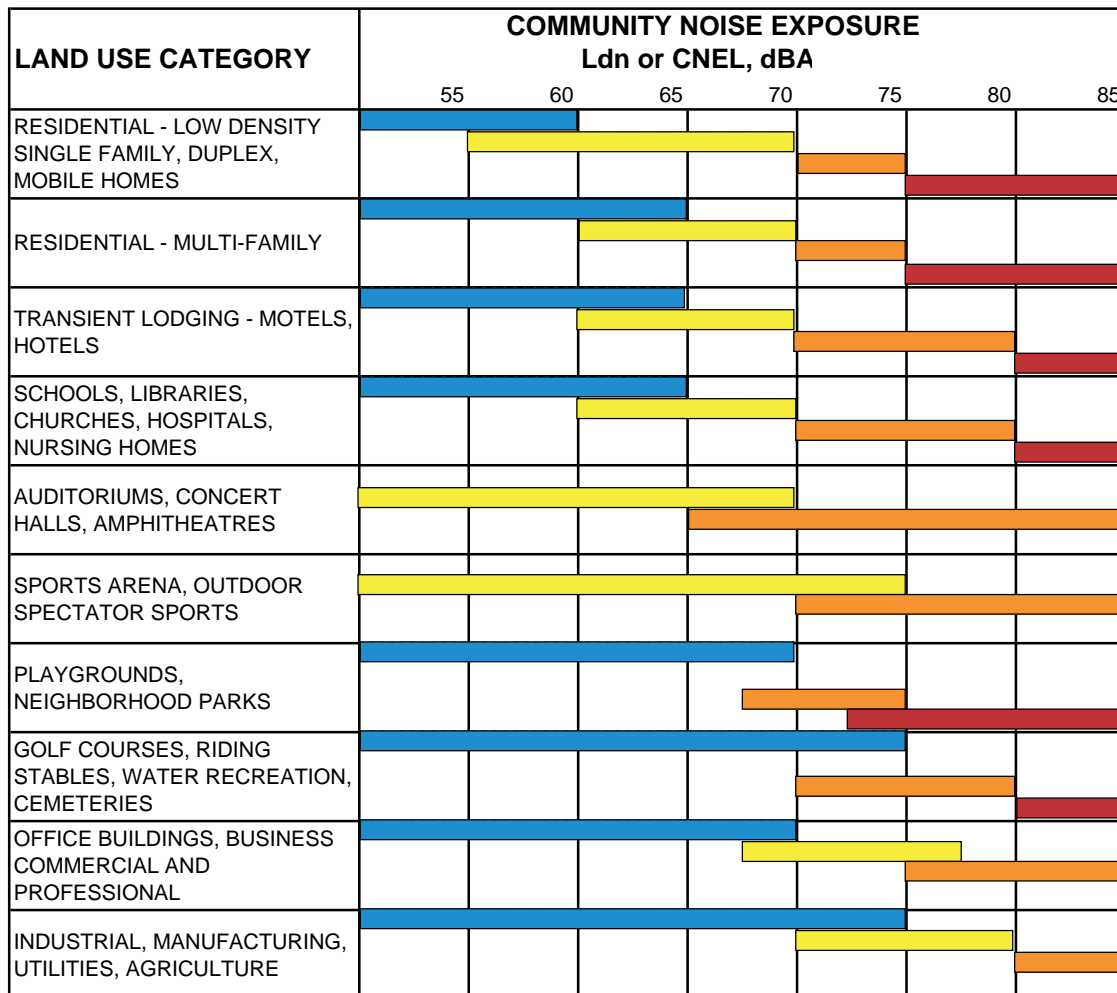 COMMUNITY NOISE EXPOSURE
LAND USE CATEGORY
Ldn or CNEL, dBA
55 60 65 70 75 80 85
RESIDENTIAL - LOW DENSITY
SINGLE FAMILY, DUPLEX,
MOBILE HOMES
RESIDENTIAL - MULTI-FAMILY
TRANSIENT LODGING - MOTELS,
HOTELS
SCHOOLS, LIBRARIES,
CHURCHES, HOSPITALS,
NURSING HOMES
AUDITORIUMS, CONCERT
HALLS, AMPHITHEATRES
SPORTS ARENA, OUTDOOR
SPECTATOR SPORTS
PLAYGROUNDS,
NEIGHBORHOOD PARKS
GOLF COURSES, RIDING
STABLES, WATER RECREATION,
CEMETERIES
OFFICE BUILDINGS, BUSINESS
COMMERCIAL AND
PROFESSIONAL
INDUSTRIAL, MANUFACTURING,
UTILITIES, AGRICULTURE